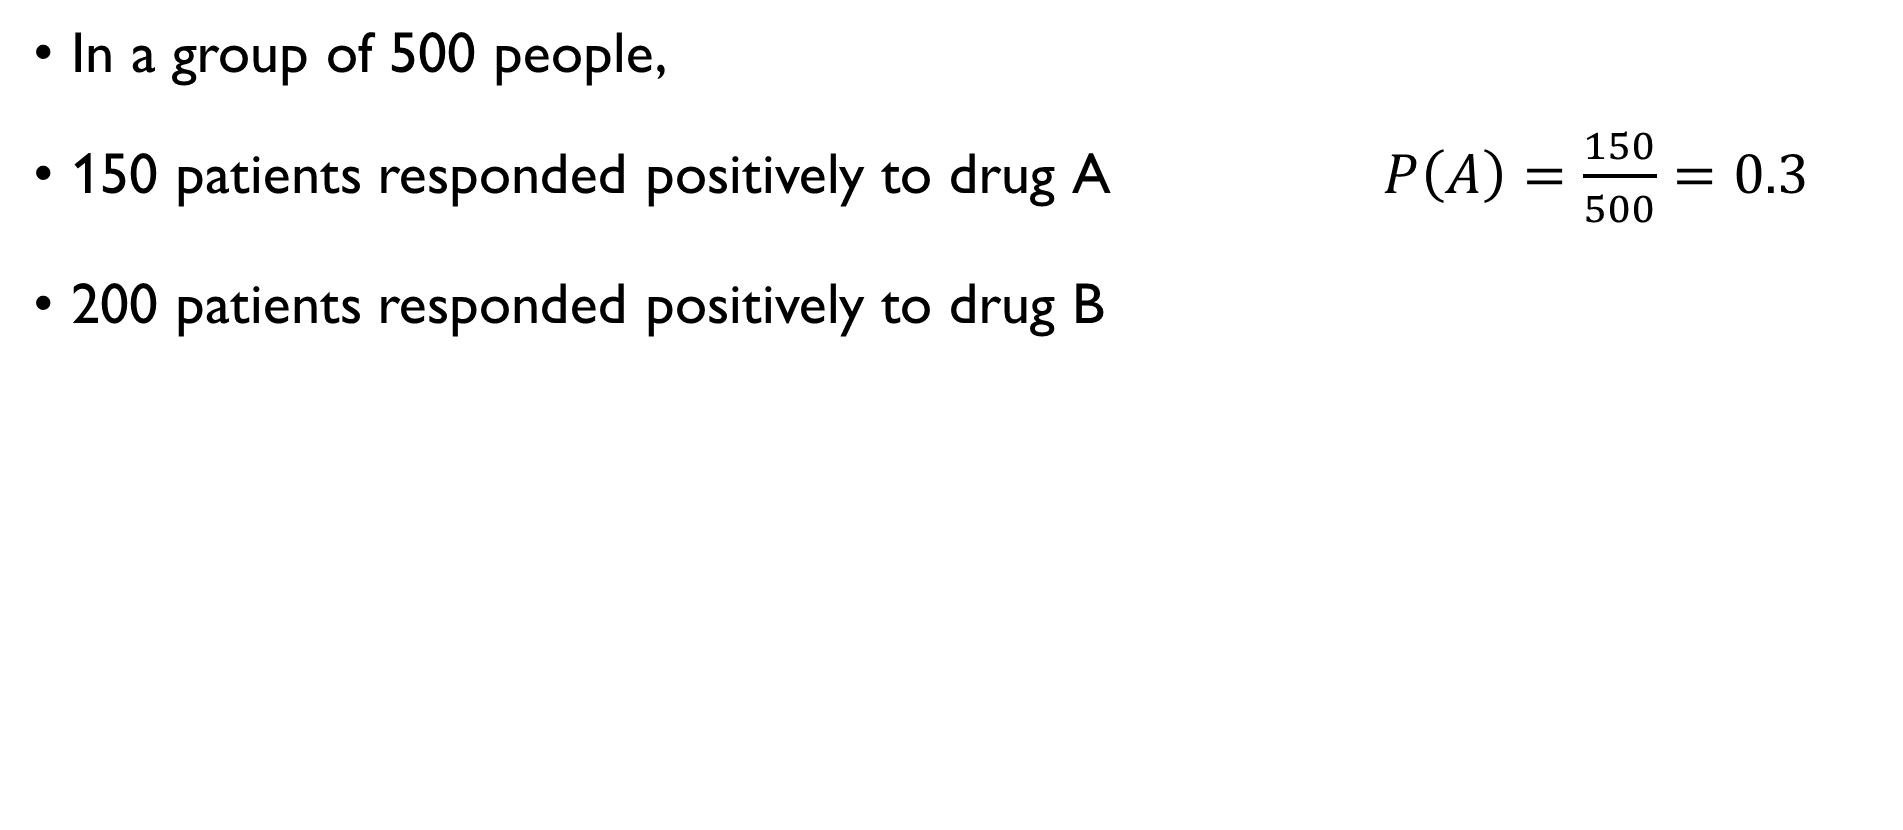 • In a group of 500 people,
• 150 patients responded positively to drug A
P(A) = 150/500 = 0.3
• 200 patients responded positively to drug B